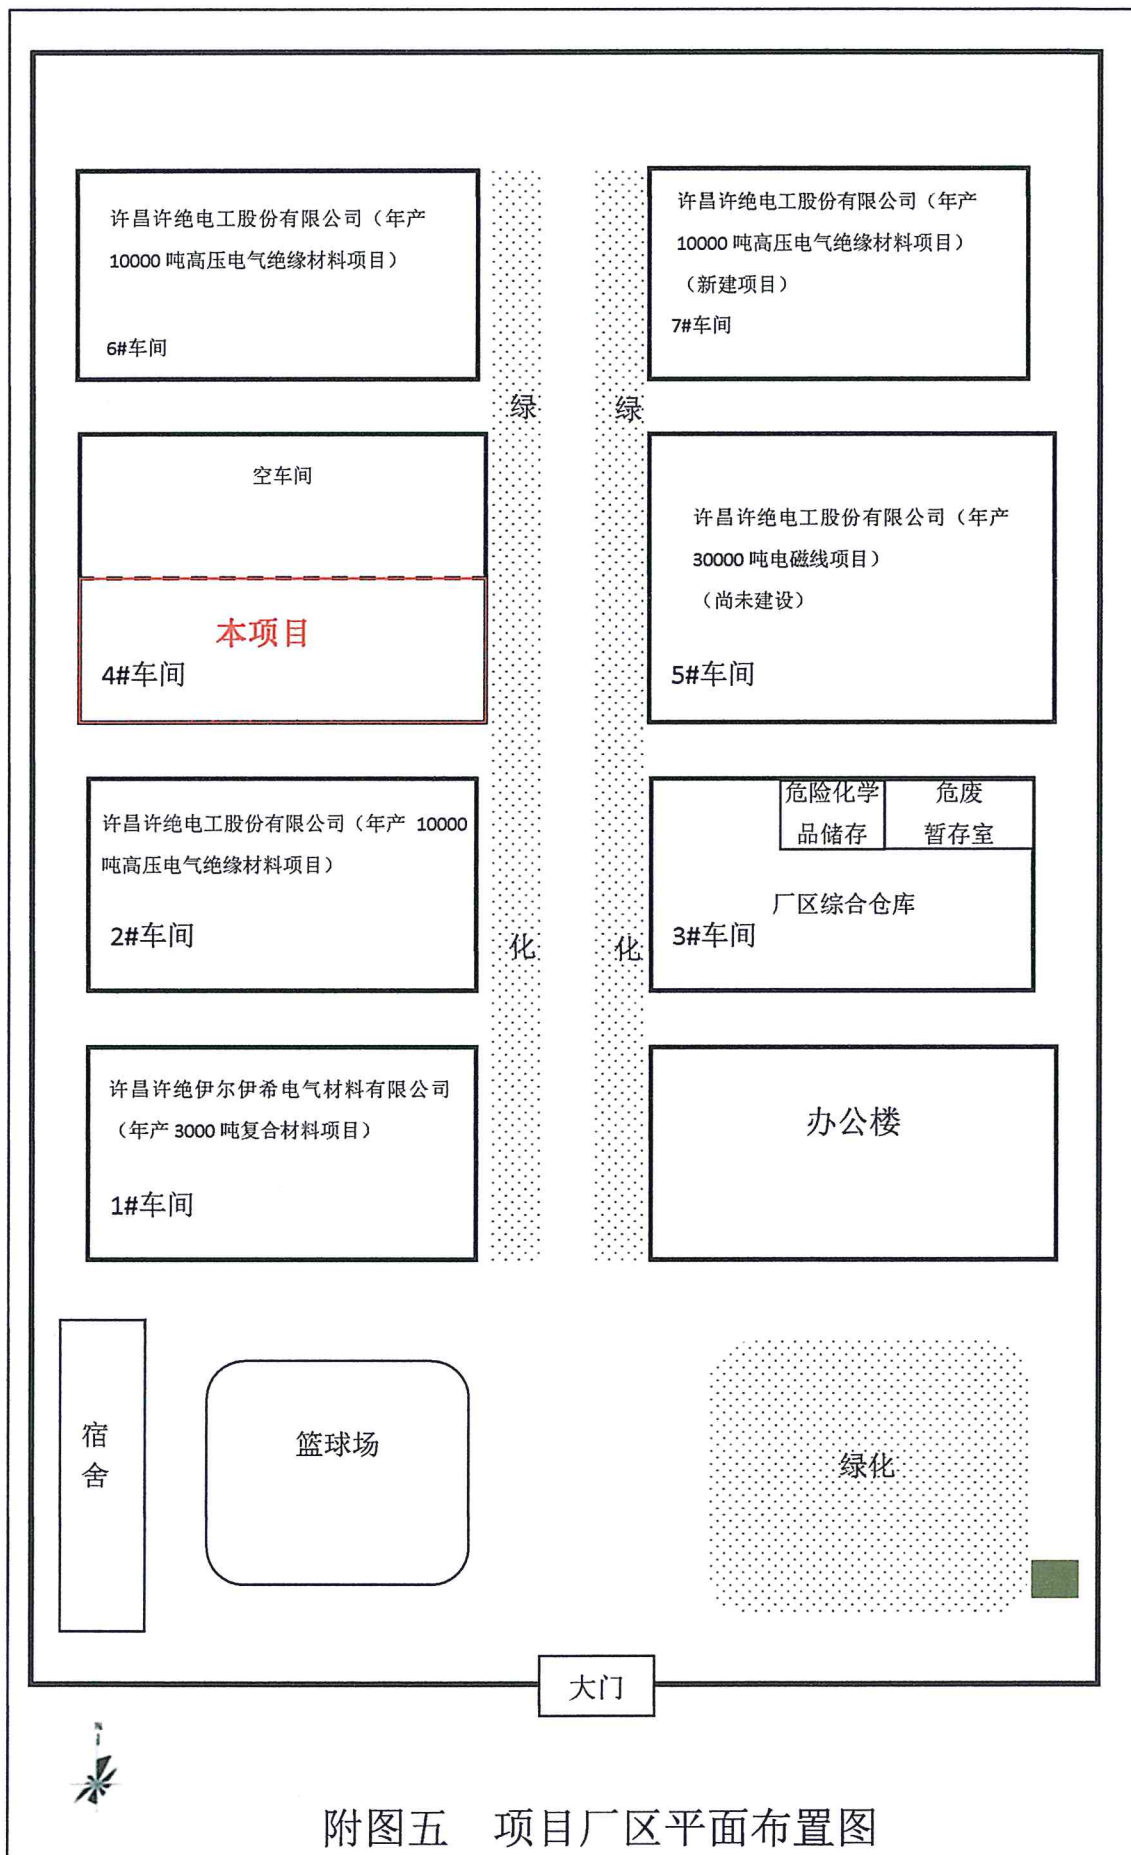 许昌许绝电工股份有限公司（年产
10000 吨高压电气绝缘材料项目）
6#车间
许昌许绝电工股份有限公司（年产
10000 吨高压电气绝缘材料项目）
（新建项目）
7#车间
绿
绿
空车间
本项目
4#车间
许昌许绝电工股份有限公司（年产
30000 吨电磁线项目）
（尚未建设）
5#车间
许昌许绝电工股份有限公司（年产 10000
吨高压电气绝缘材料项目）
2#车间
危险化学
品储存
危废
暂存室
厂区综合仓库
3#车间
化
化
许昌许绝伊尔伊希电气材料有限公司
（年产 3000 吨复合材料项目）
1#车间
办公楼
宿
舍
篮球场
绿化
大门
N
附图五 项目厂区平面布置图